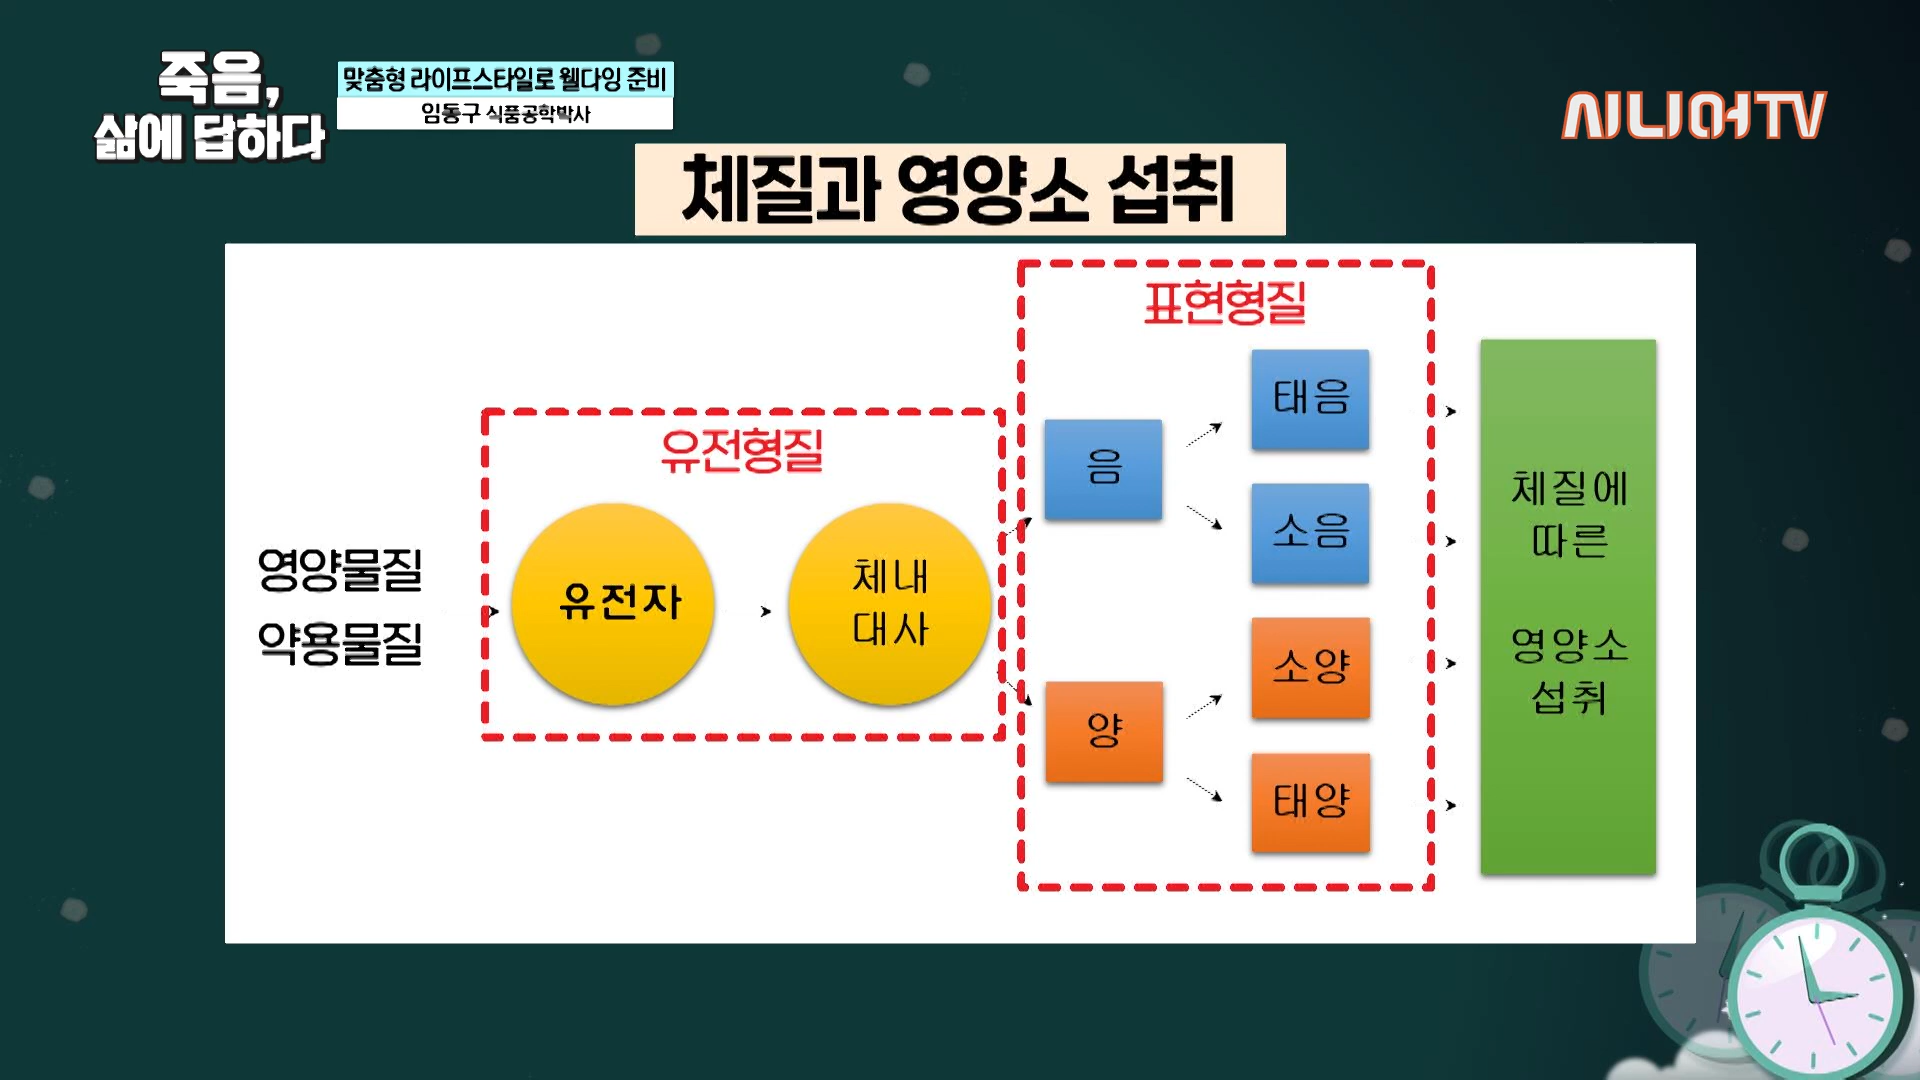 죽음,
삶에 답하다
맞춤형 라이프스타일로 웰다잉 준비
임동구 식품공학박사
시니어TV
체질과 영양소 섭취
영양물질
약용물질
유전형질
유전자
체내
대사
표현형질
음
양
태음
소음
소양
태양
체질에
따른
영양소
섭취